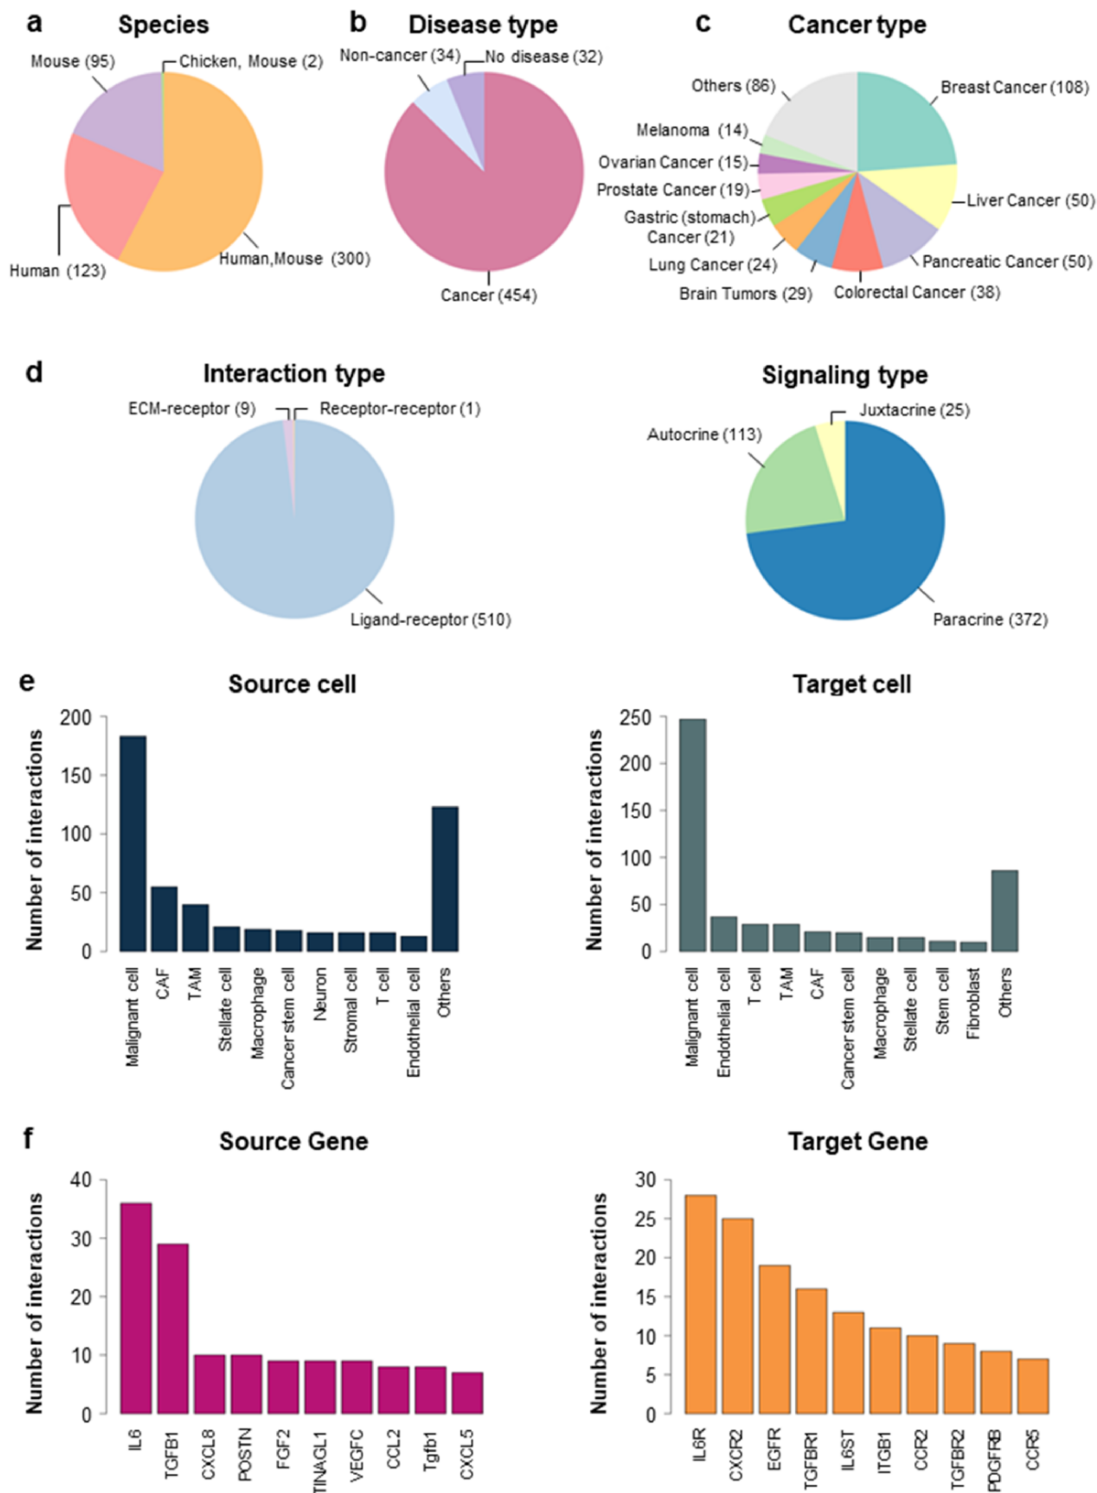 a
Species
Mouse (95)
Chicken, Mouse (2)
Human (123)
Human,Mouse (300)
b
Disease type
Non-cancer (34)
No disease (32)
Cancer (454)
c
Cancer type
Others (86)
Breast Cancer (108)
Melanoma (14)
Ovarian Cancer (15)
Prostate Cancer (19)
Liver Cancer (50)
Gastric (stomach)
Cancer (21)
Lung Cancer (24)
Pancreatic Cancer (50)
Brain Tumors (29)
Colorectal Cancer (38)
d
Interaction type
ECM-receptor (9)
Receptor-receptor (1)
Ligand-receptor (510)
Signaling type
Juxtacrine (25)
Autocrine (113)
Paracrine (372)
e
Source cell
Number of interactions
200
150
100
50
0
Malignant cell
CAF
TAM
Stellate cell
Macrophage
Cancer stem cell
Neuron
Stromal cell
T cell
Endothelial cell
Others
Target cell
Number of interactions
250
200
150
100
50
0
Malignant cell
Endothelial cell
T cell
TAM
CAF
Cancer stem cell
Macrophage
Stellate cell
Stem cell
Fibroblast
Others
f
Source Gene
Number of interactions
40
30
20
10
0
IL6
TGFB1
CXCL8
POSTN
FGF2
TINAGL1
VEGFC
CCL2
Tgfb1
CXCL5
Target Gene
Number of interactions
30
25
20
15
10
5
0
IL6R
CXCR2
EGFR
TGFBR1
IL6ST
ITGB1
CCR2
TGFBR2
PDGFRB
CCR5